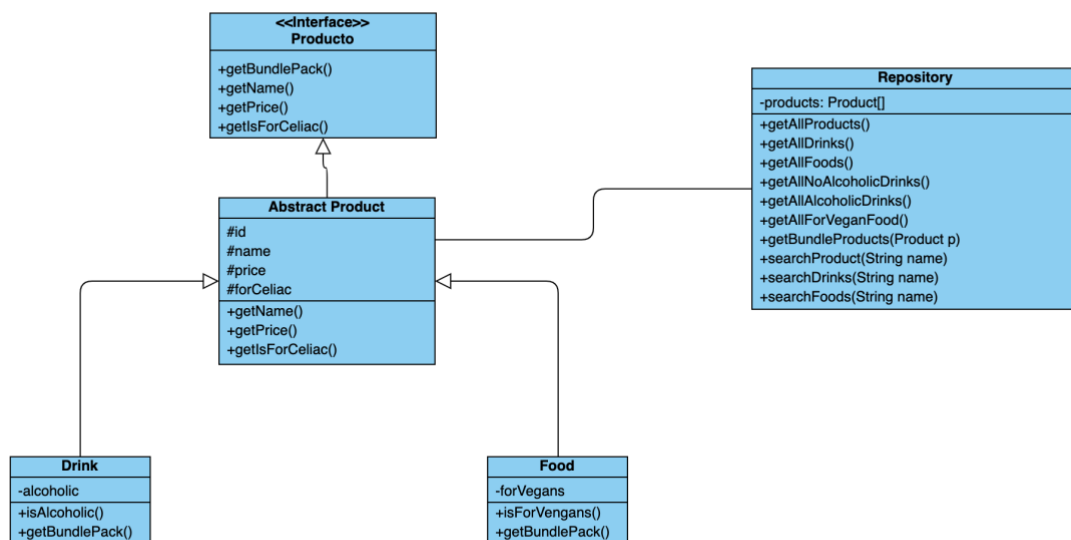 <<Interface>>
Producto
+getBundlePack()
+getName()
+getPrice()
+getIsForCeliac()
Repository
-products: Product[]
+getAllProducts()
+getAllDrinks()
+getAllFoods()
+getAllNoAlcoholicDrinks()
+getAllAlcoholicDrinks()
+getAllForVeganFood()
+getBundleProducts(Product p)
+searchProduct(String name)
+searchDrinks(String name)
+searchFoods(String name)
Abstract Product
#id
#name
#price
#forCeliac
+getName()
+getPrice()
+getIsForCeliac()
Drink
-alcoholic
+isAlcoholic()
+getBundlePack()
Food
-forVegans
+isForVengans()
+getBundlePack()